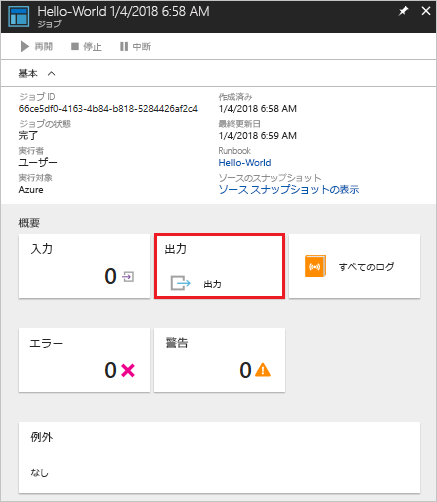 Hello-World 1/4/2018 6:58 AM
ジョブ
再開 停止 中断
基本
ジョブ ID
66ce5df0-4163-4b84-b818-5284426af2c4
ジョブの状態
完了
実行者
ユーザー
実行対象
Azure
作成済み
1/4/2018 6:58 AM
最終更新日
1/4/2018 6:59 AM
Runbook
Hello-World
ソースのスナップショット
ソース スナップショットの表示
概要
入力
0
出力
出力
すべてのログ
エラー
0
警告
0
例外
なし